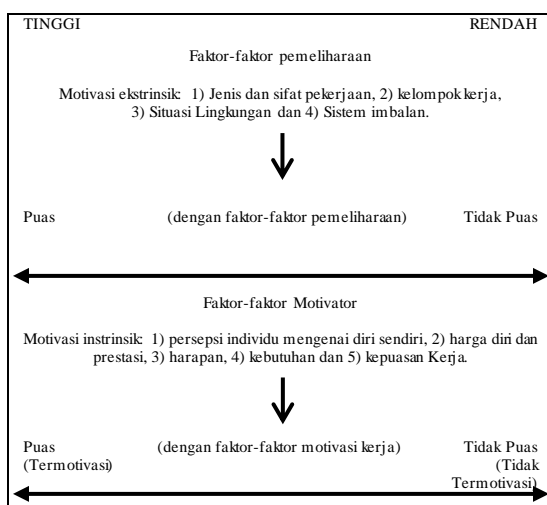 TINGGI RENDAH
Faktor-faktor pemeliharaan
Motivasi ekstrinsik: 1) Jenis dan sifat pekerjaan, 2) kelompok kerja,
3) Situasi Lingkungan dan 4) Sistem imbalan.
Puas (dengan faktor-faktor pemeliharaan) Tidak Puas
Faktor-faktor Motivator
Motivasi instrinsik: 1) persepsi individu mengenai diri sendiri, 2) harga diri dan
prestasi, 3) harapan, 4) kebutuhan dan 5) kepuasan Kerja.
Puas (dengan faktor-faktor motivasi kerja) Tidak Puas
(Termotivasi) (Tidak
Termotivasi)